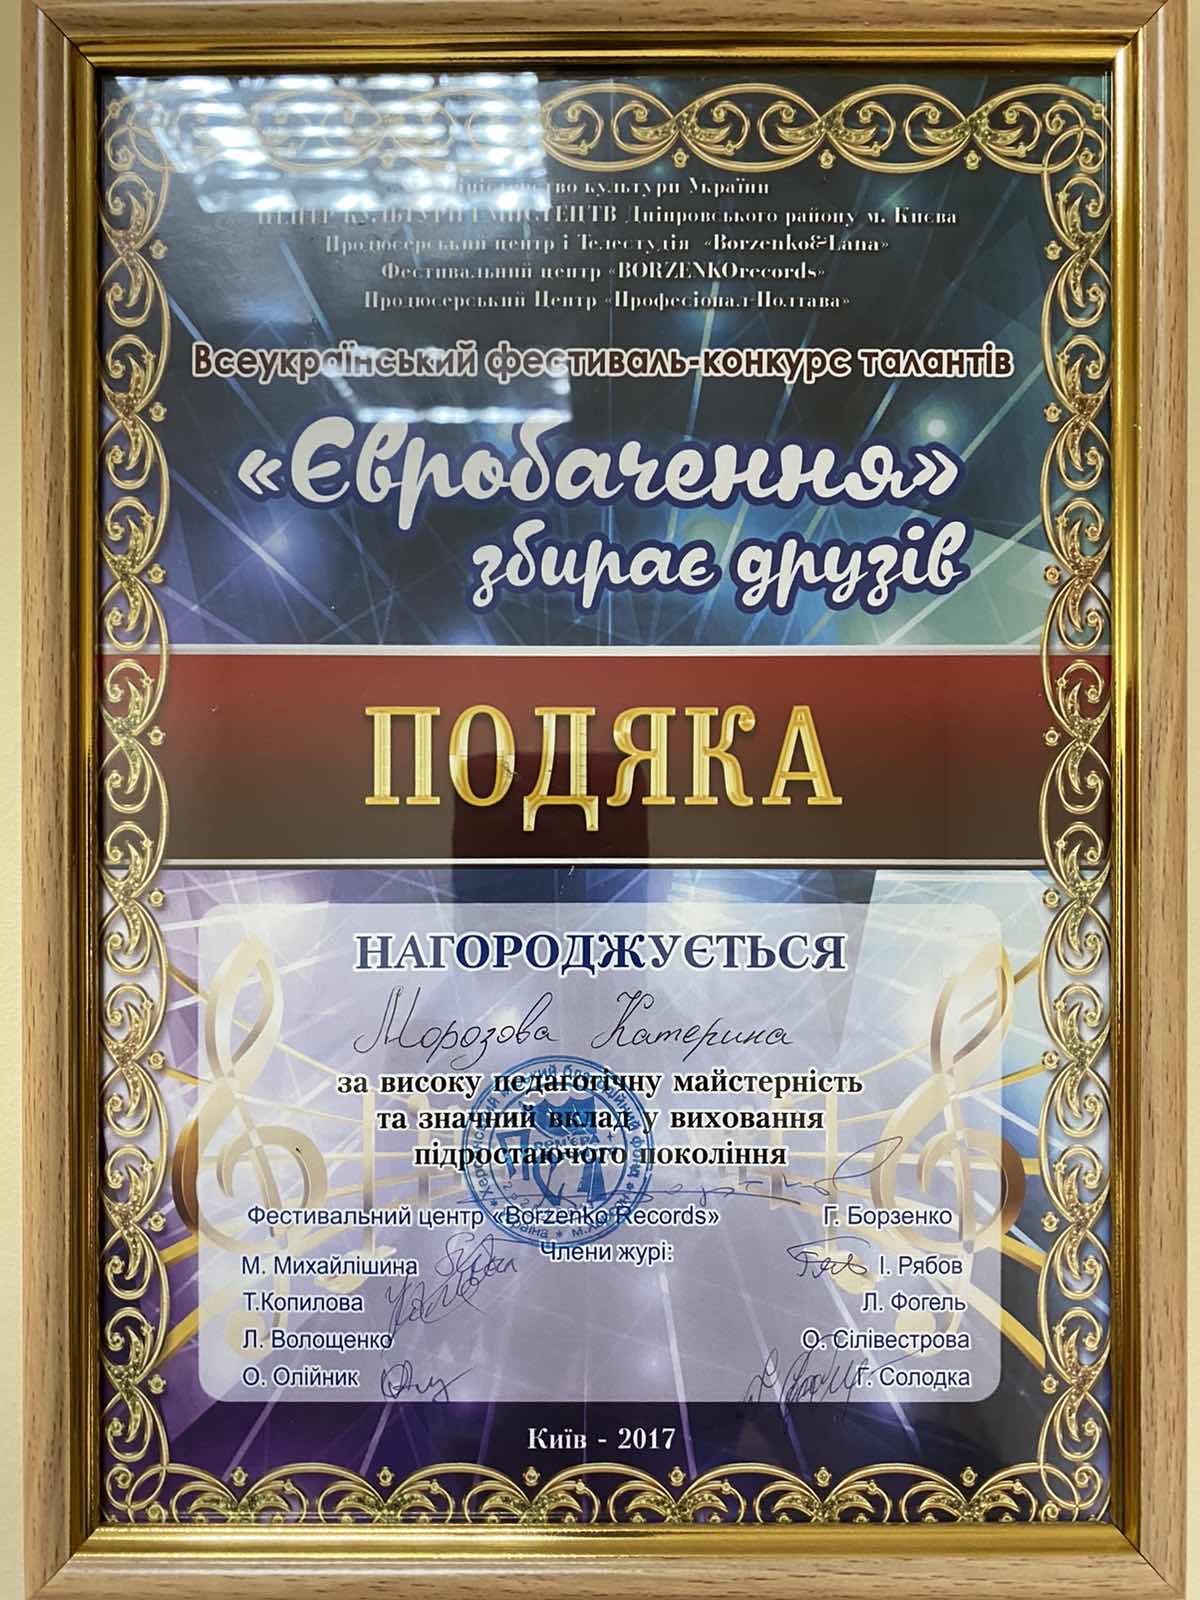 Міністерство культури України
ЦЕНТР КУЛЬТУРИ І МИСТЕЦТВ Дніпровського району м. Києва
Продюсерський центр і Телестудія «Borzenko&Lana»
Фестивальний центр «BORZENKOrecords»
Продюсерський Центр «Професіонал-Полтава»
Всеукраїнський фестиваль-конкурс талантів
«Євробачення»
збирає друзів
ПОДЯКА
НАГОРОДЖУЄТЬСЯ
Морозова Катерина
за високу педагогічну майстерність
та значний вклад у виховання
підростаючого покоління
Фестивальний центр «Borzenko Records» Г. Борзенко
Члени журі:
М. Михайлішина І. Рябов
Т.Копилова Л. Фогель
Л. Волощенко О. Сілівестрова
О. Олійник Г. Солодка
Київ - 2017